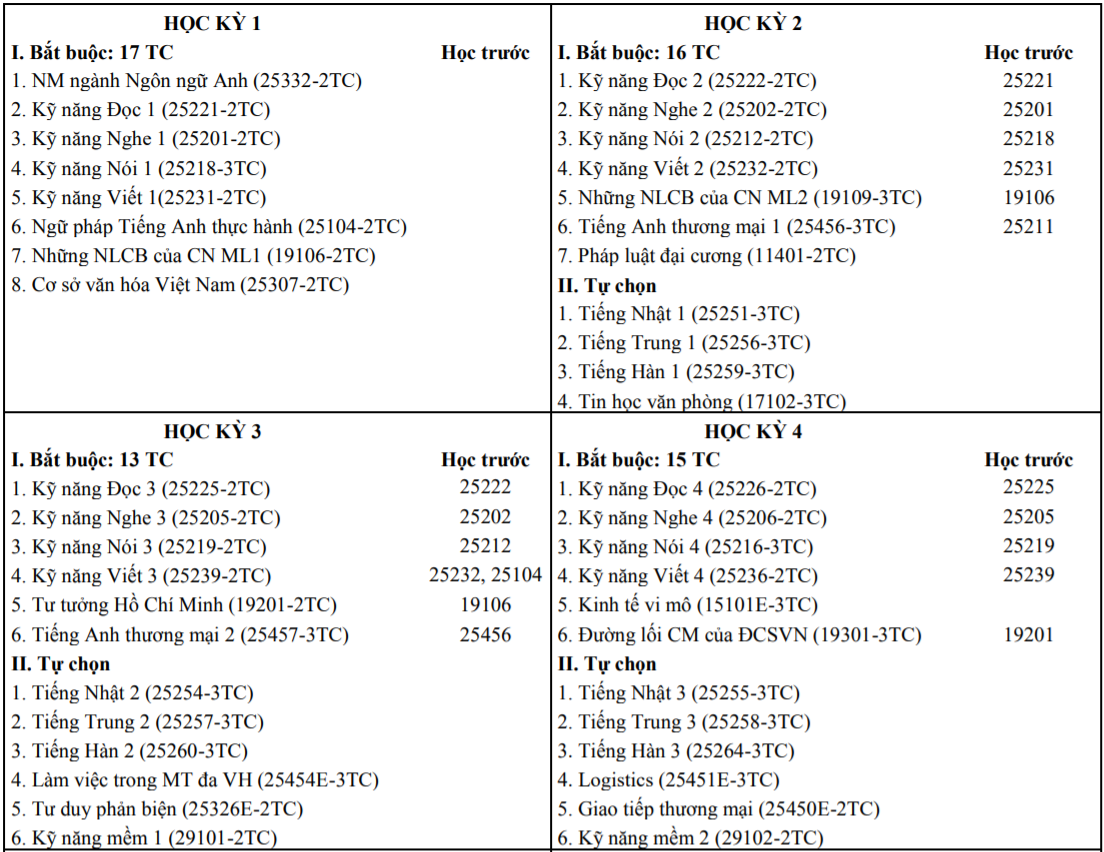 HỌC KỲ 1
I. Bắt buộc: 17 TC Học trước
1. NM ngành Ngôn ngữ Anh (25332-2TC)
2. Kỹ năng Đọc 1 (25221-2TC)
3. Kỹ năng Nghe 1 (25201-2TC)
4. Kỹ năng Nói 1 (25218-3TC)
5. Kỹ năng Viết 1(25231-2TC)
6. Ngữ pháp Tiếng Anh thực hành (25104-2TC)
7. Những NLCB của CN ML1 (19106-2TC)
8. Cơ sở văn hóa Việt Nam (25307-2TC)
HỌC KỲ 2
I. Bắt buộc: 16 TC Học trước
1. Kỹ năng Đọc 2 (25222-2TC) 25221
2. Kỹ năng Nghe 2 (25202-2TC) 25201
3. Kỹ năng Nói 2 (25212-2TC) 25218
4. Kỹ năng Viết 2 (25232-2TC) 25231
5. Những NLCB của CN ML2 (19109-3TC) 19106
6. Tiếng Anh thương mại 1 (25456-3TC) 25211
7. Pháp luật đại cương (11401-2TC)
II. Tự chọn
1. Tiếng Nhật 1 (25251-3TC)
2. Tiếng Trung 1 (25256-3TC)
3. Tiếng Hàn 1 (25259-3TC)
4. Tin học văn phòng (17102-3TC)
HỌC KỲ 3
I. Bắt buộc: 13 TC Học trước
1. Kỹ năng Đọc 3 (25225-2TC) 25222
2. Kỹ năng Nghe 3 (25205-2TC) 25202
3. Kỹ năng Nói 3 (25219-2TC) 25212
4. Kỹ năng Viết 3 (25239-2TC) 25232, 25104
5. Tư tưởng Hồ Chí Minh (19201-2TC) 19106
6. Tiếng Anh thương mại 2 (25457-3TC) 25456
II. Tự chọn
1. Tiếng Nhật 2 (25254-3TC)
2. Tiếng Trung 2 (25257-3TC)
3. Tiếng Hàn 2 (25260-3TC)
4. Làm việc trong MT đa VH (25454E-3TC)
5. Tư duy phản biện (25326E-2TC)
6. Kỹ năng mềm 1 (29101-2TC)
HỌC KỲ 4
I. Bắt buộc: 15 TC Học trước
1. Kỹ năng Đọc 4 (25226-2TC) 25225
2. Kỹ năng Nghe 4 (25206-2TC) 25205
3. Kỹ năng Nói 4 (25216-3TC) 25219
4. Kỹ năng Viết 4 (25236-2TC) 25239
5. Kinh tế vi mô (15101E-3TC)
6. Đường lối CM của ĐCSVN (19301-3TC) 19201
II. Tự chọn
1. Tiếng Nhật 3 (25255-3TC)
2. Tiếng Trung 3 (25258-3TC)
3. Tiếng Hàn 3 (25264-3TC)
4. Logistics (25451E-3TC)
5. Giao tiếp thương mại (25450E-2TC)
6. Kỹ năng mềm 2 (29102-2TC)